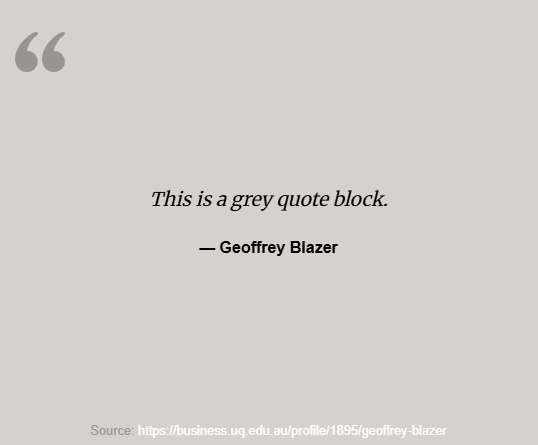 “
This is a grey quote block.
— Geoffrey Blazer
Source: https://business.uq.edu.au/profile/1895/geoffrey-blazer